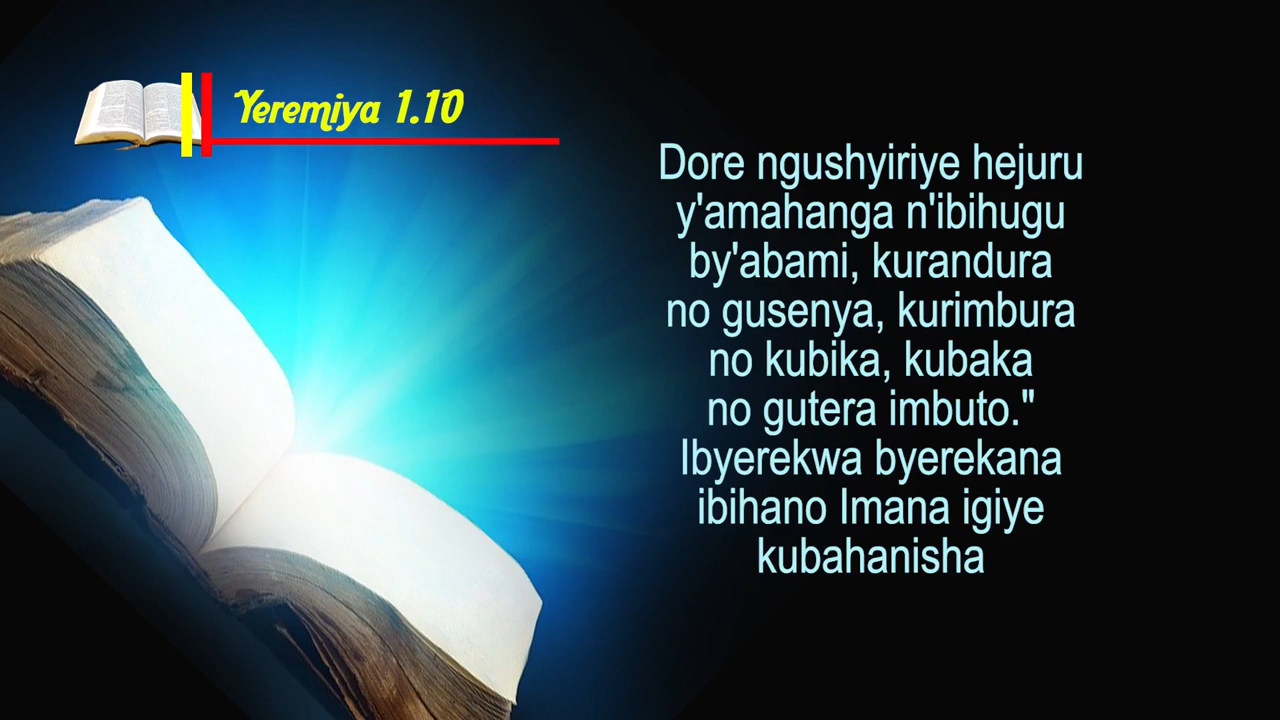 Yeremiya 1.10
Dore ngushyiriye hejuru
y'amahanga n'ibihugu
by'abami, kurandura
no gusenya, kurimbura
no kubika, kubaka
no gutera imbuto."
Ibyerekwa byerekana
ibihano Imana igiye
kubahanisha